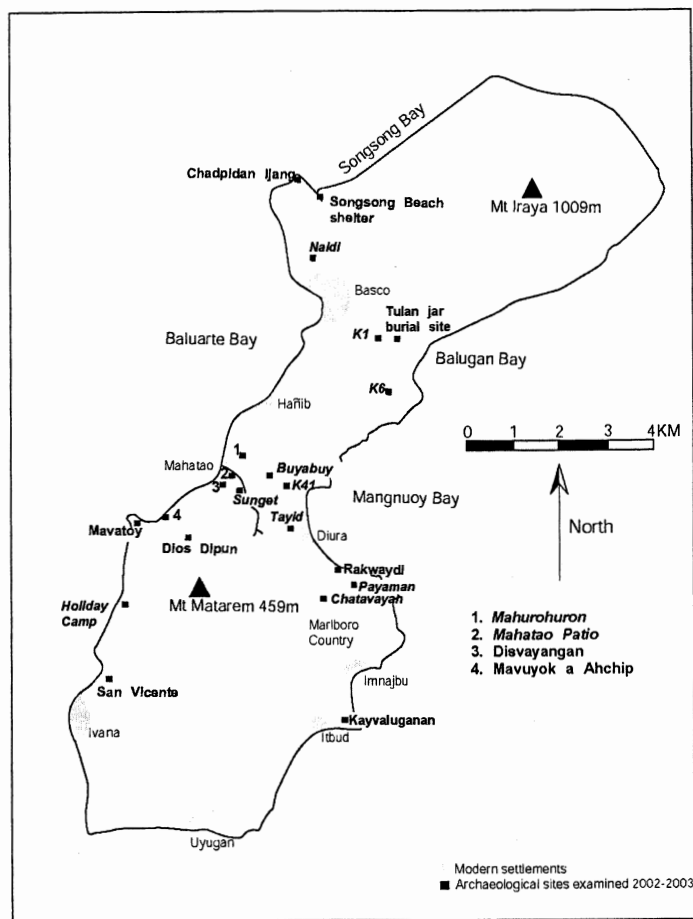 Songsong Bay
Chadpidan Ijang
Songsong Beach
shelter
Mt Iraya 1009m
Naidi
Basco
Tulan jar
burial site
K1
Baluarte Bay
Balugan Bay
K6
Hañib
0 1 2 3 4 KM
1
Mahatao
2
Buyabuy
3
K41
Sunget
Mangnuoy Bay
4
Tayid
Mavatoy
Diura
North
Dios Dipun
Rakwaydi
Payaman
Chatavayan
Holiday
Camp
Mt Matarem 459m
Marlboro
Country
1. Mahurohuron
2. Mahatao Patio
3. Disvayangan
4. Mavuyok a Ahchip
Imnajbu
San Vicente
Kayvaluganan
Ivana
Itbud
Uyugan
Modern settlements
Archaeological sites examined 2002-2003